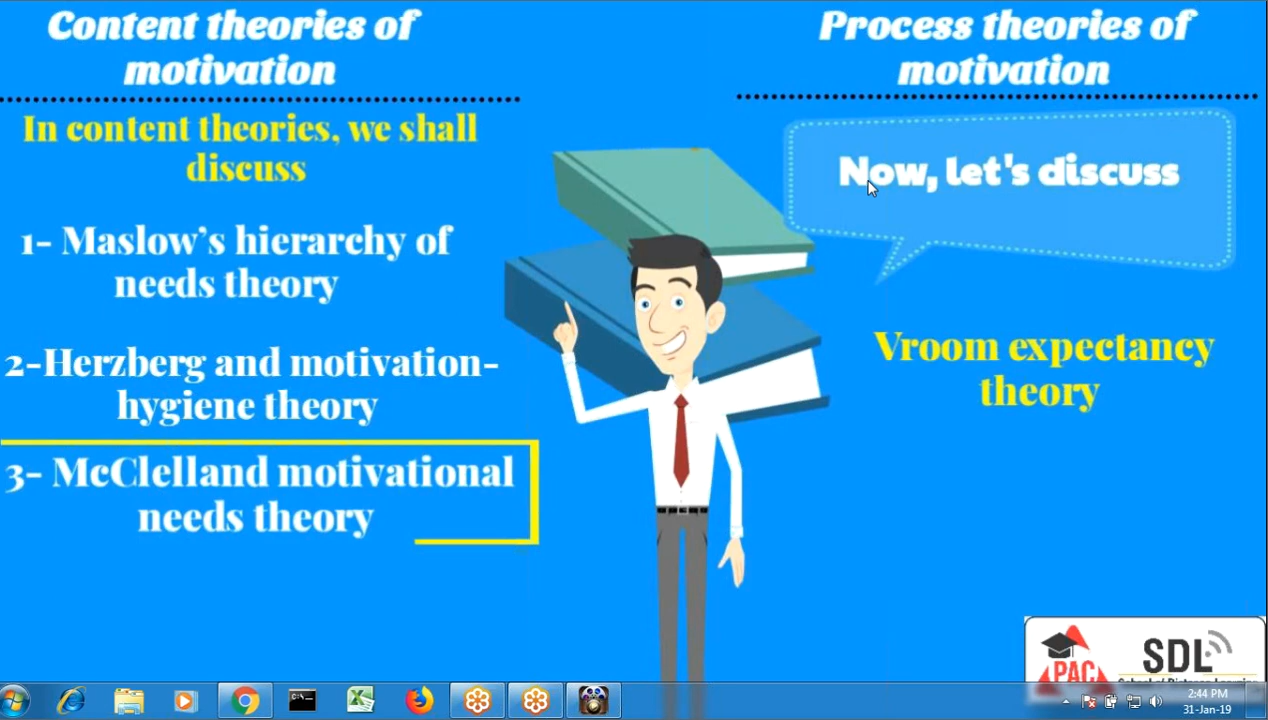 Content theories of
motivation
In content theories, we shall
discuss
1- Maslow's hierarchy of
needs theory
2-Herzberg and motivation-
hygiene theory
3- McClelland motivational
needs theory
Process theories of
motivation
Now, let's discuss
Vroom expectancy
theory
PAC
SDL
2:44 PM
31-Jan-19